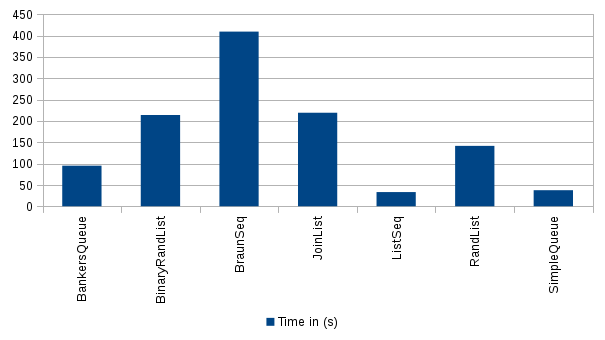 450
400
350
300
250
200
150
100
50
0
BankersQueue
BinaryRandList
BraunSeq
JoinList
ListSeq
RandList
SimpleQueue
Time in (s)